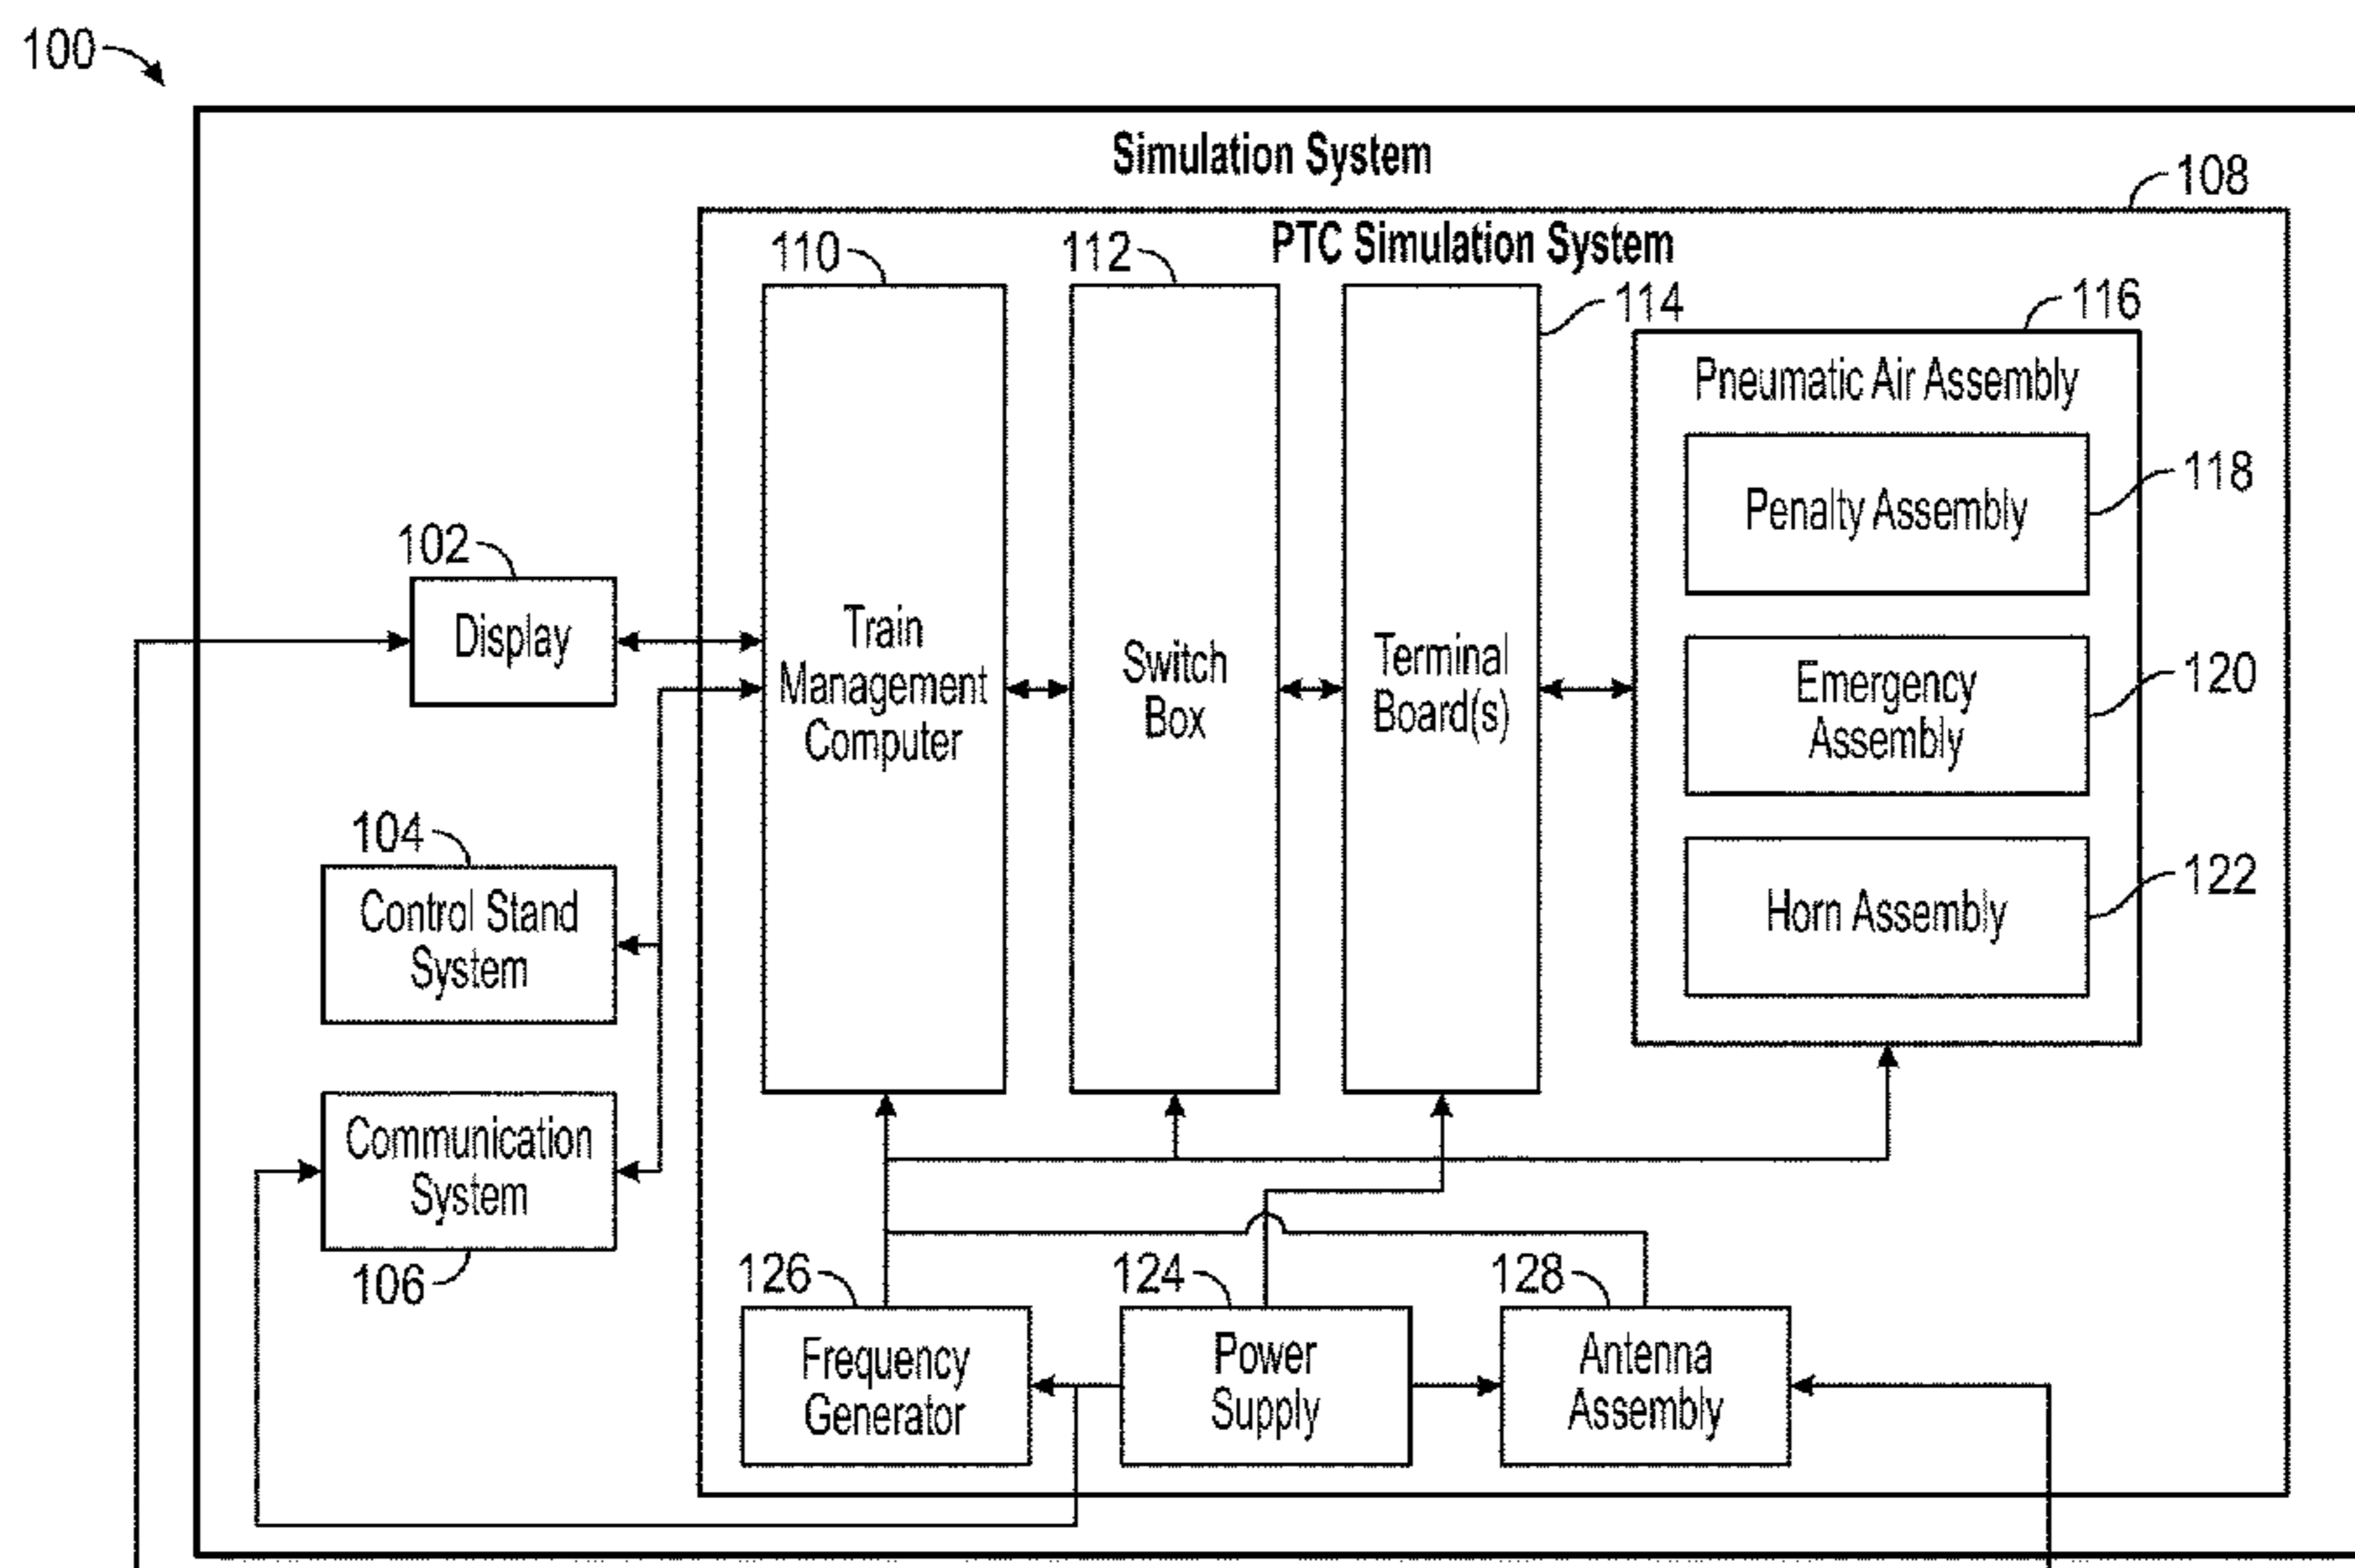 100
Simulation System
108
PTC Simulation System
110
112
114
116
Pneumatic Air Assembly
118
Penalty Assembly
102
Display
Train
Management
Computer
Switch
Box
Terminal
Board(s)
120
Emergency
Assembly
104
Control Stand
System
122
Horn Assembly
Communication
System
106
126
124
128
Frequency
Generator
Power
Supply
Antenna
Assembly